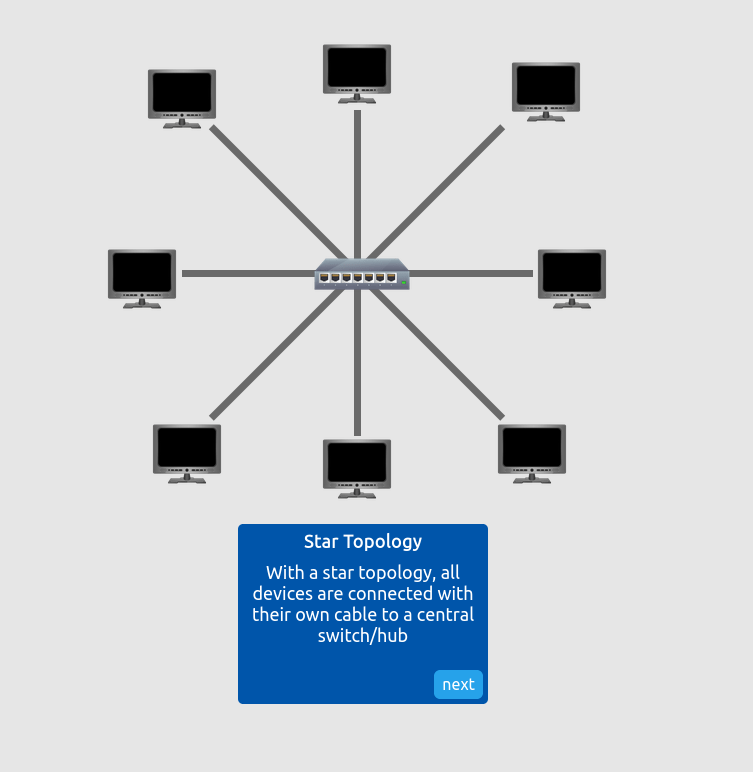 Star Topology
With a star topology, all
devices are connected with
their own cable to a central
switch/hub
next